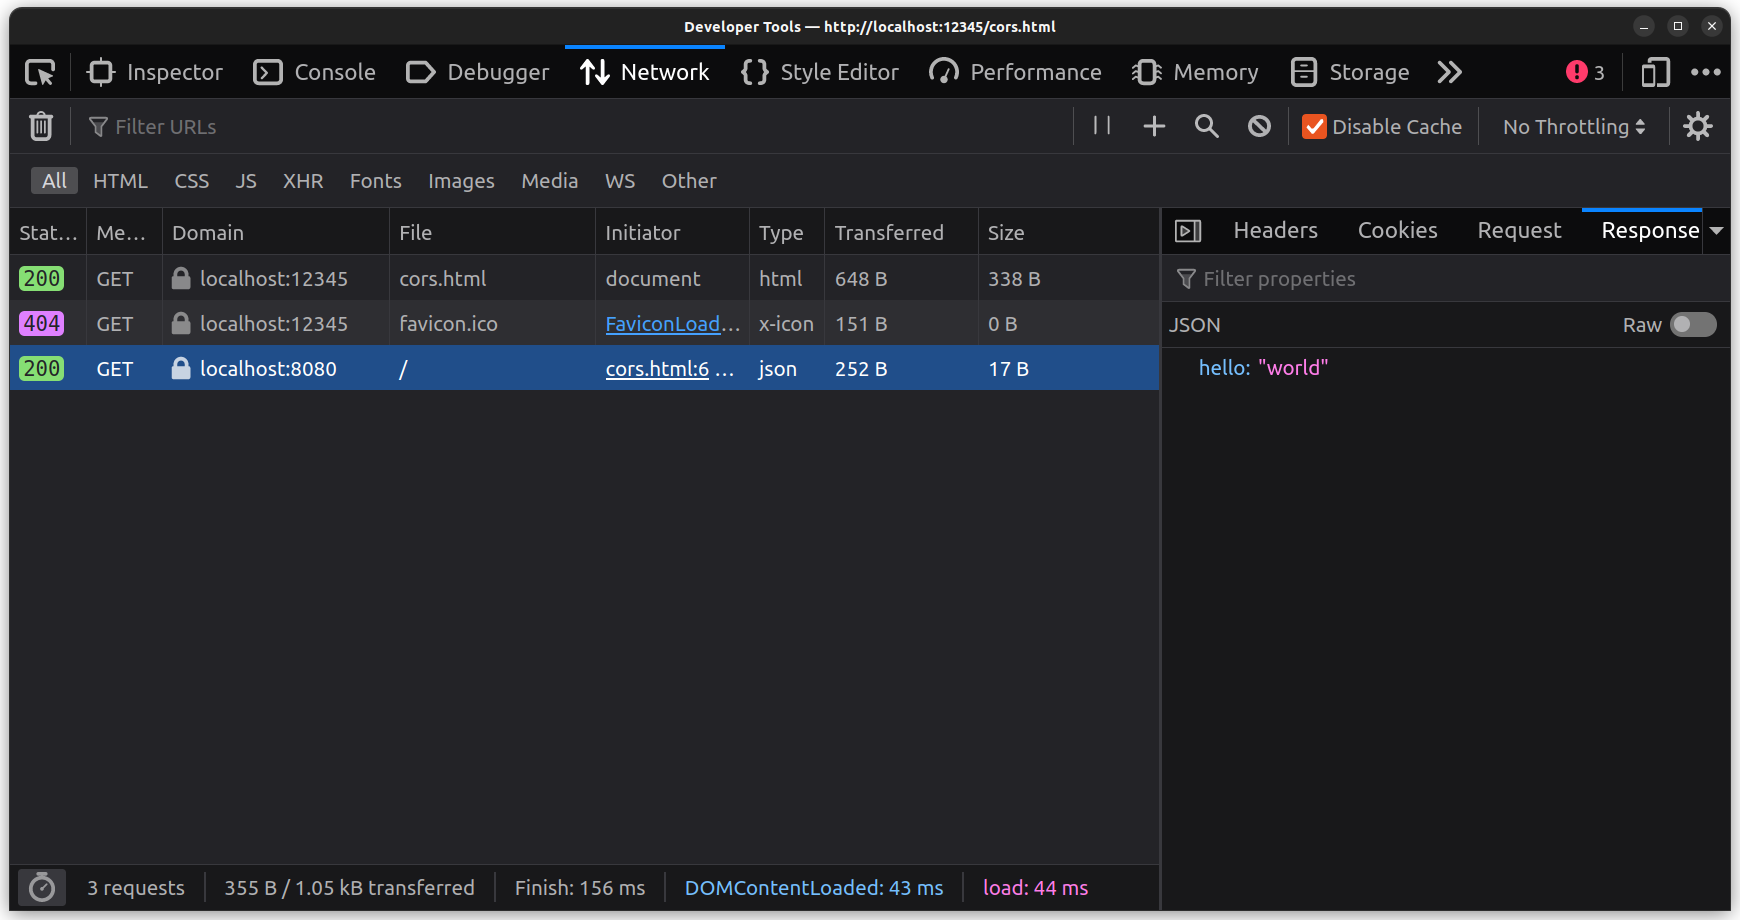 Developer Tools — http://localhost:12345/cors.html
Inspector Console Debugger Network Style Editor Performance Memory Storage 3
Filter URLs Disable Cache No Throttling
All HTML CSS JS XHR Fonts Images Media WS Other
Stat… Me… Domain File Initiator Type Transferred Size
200 GET localhost:12345 cors.html document html 648 B 338 B
404 GET localhost:12345 favicon.ico FaviconLoad… x-icon 151 B 0 B
200 GET localhost:8080 / cors.html:6 … json 252 B 17 B
Headers Cookies Request Response
Filter properties
JSON Raw
hello: "world"
3 requests 355 B / 1.05 kB transferred Finish: 156 ms DOMContentLoaded: 43 ms load: 44 ms